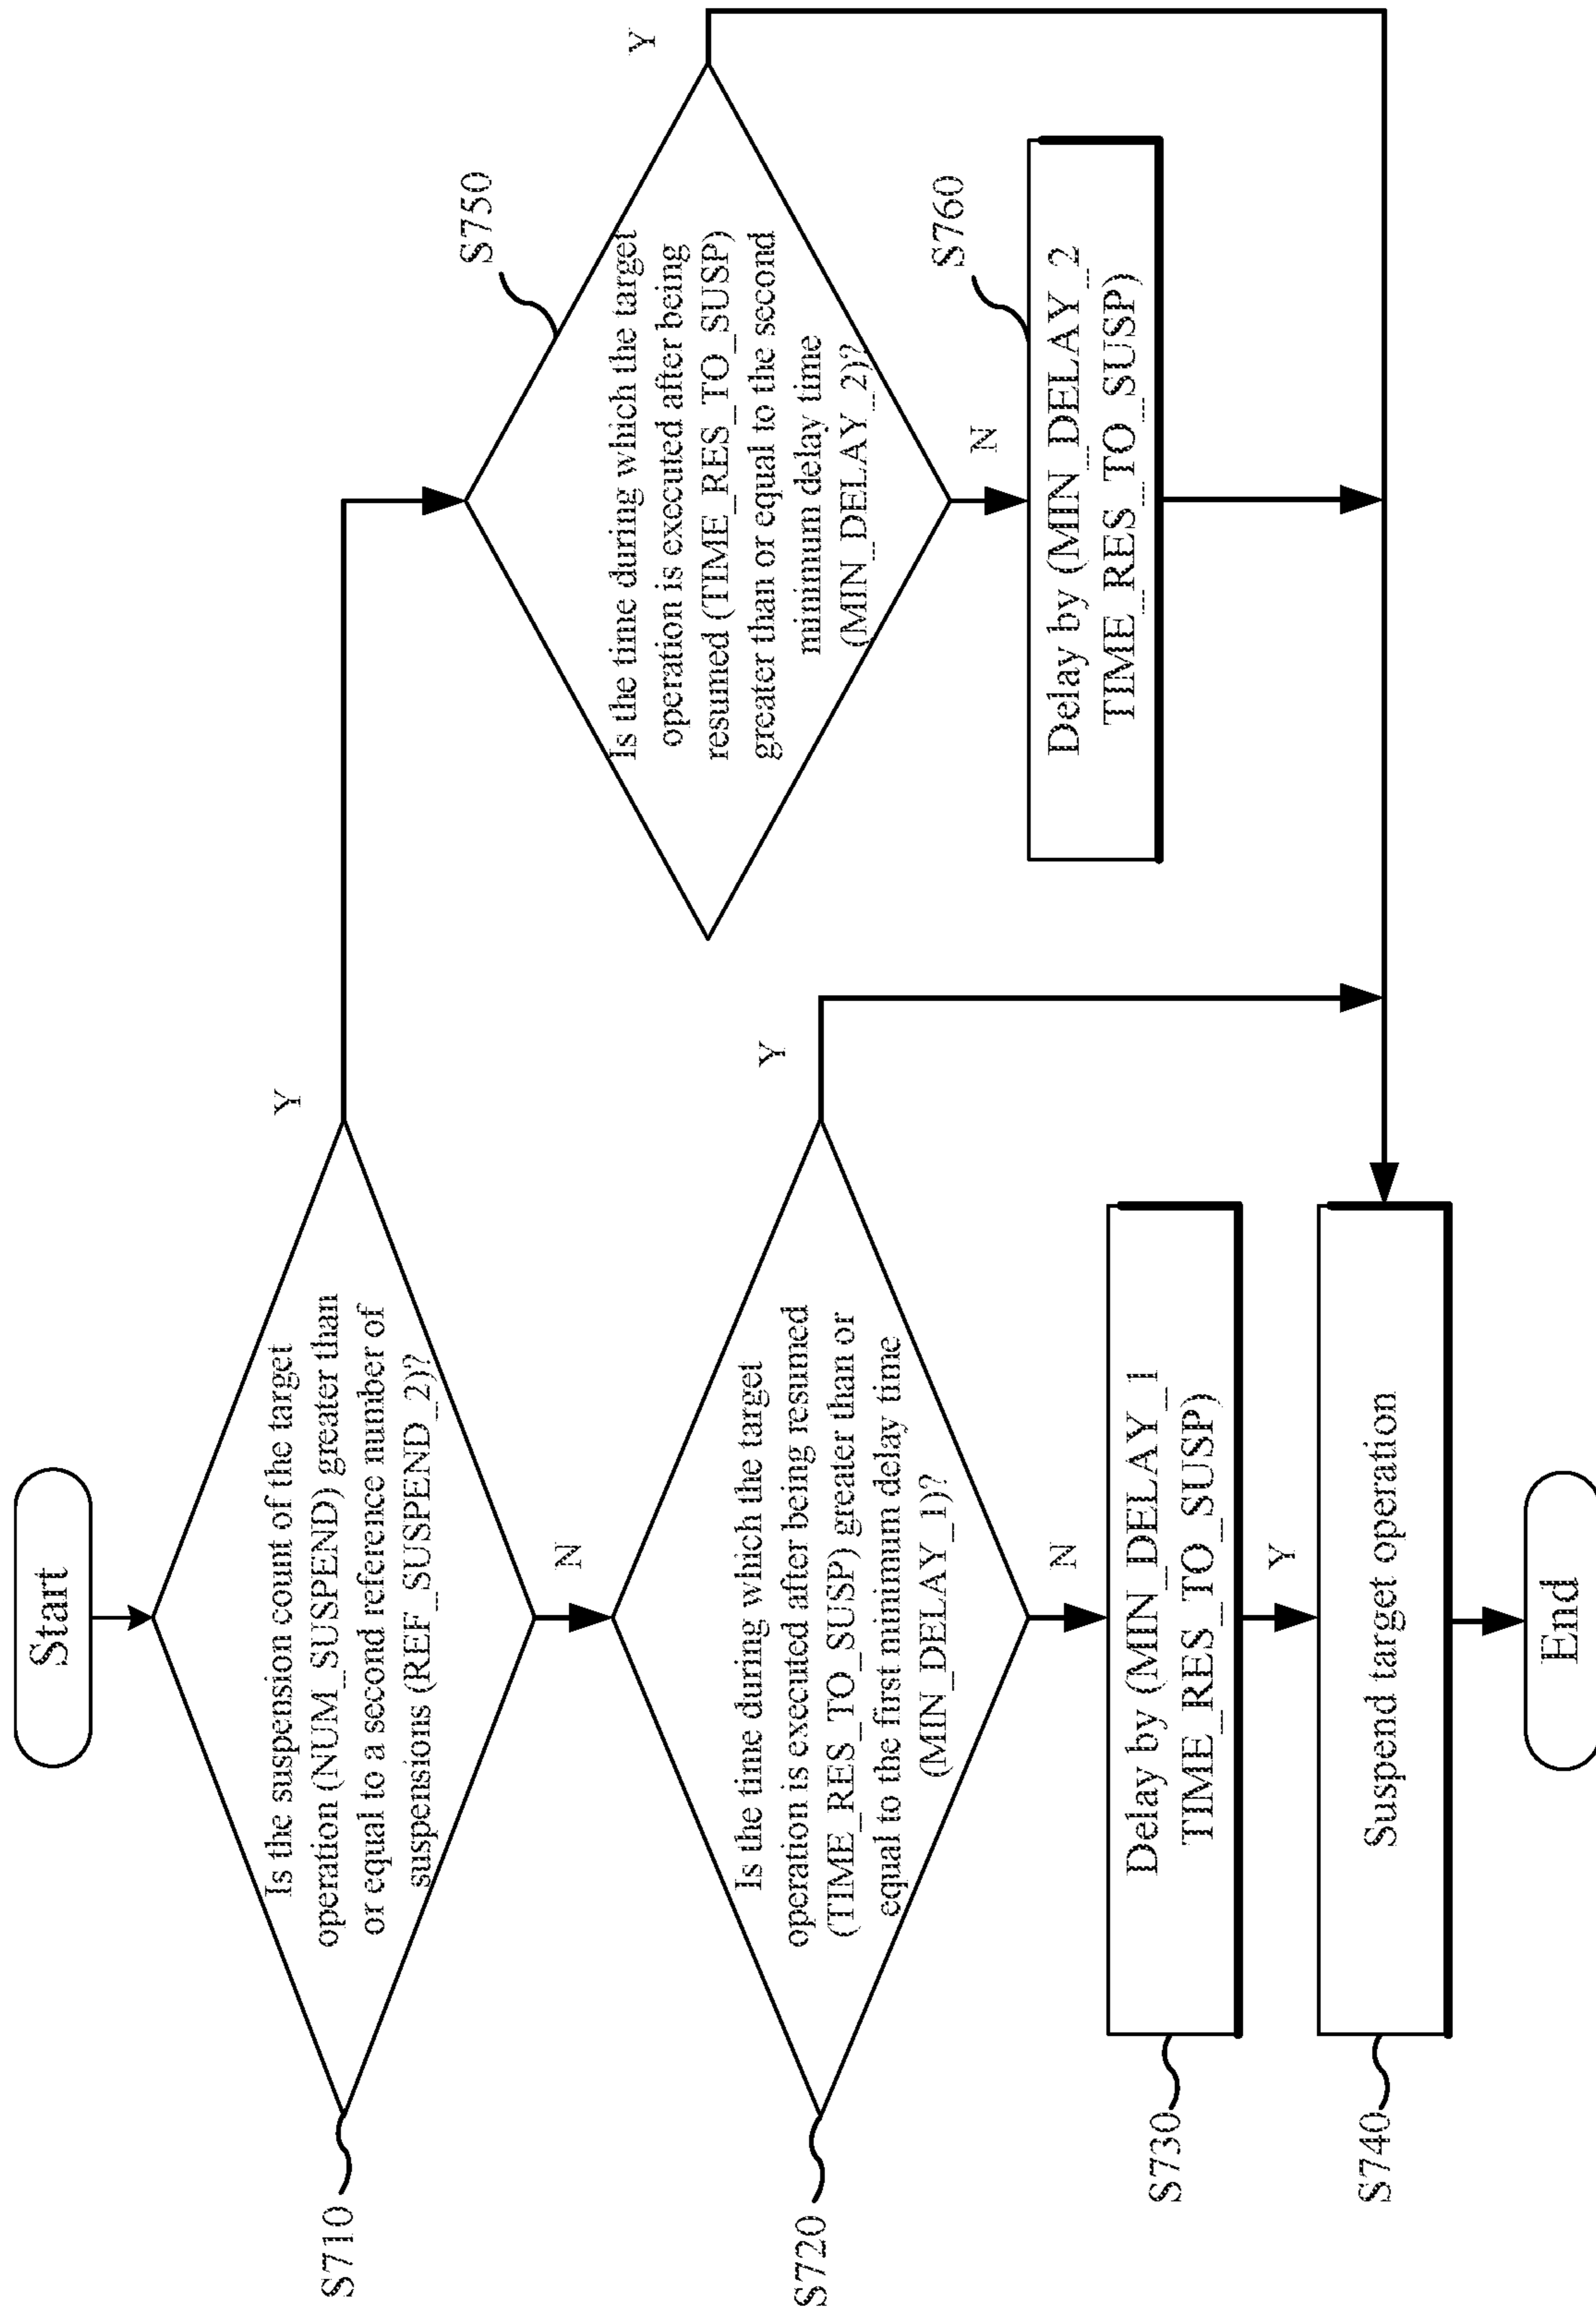 Start
Is the suspension count of the target
operation (NUM_SUSPEND) greater than
or equal to a second reference number of
suspensions (REF_SUSPEND_2)?
S710
Y
N
Is the time during which the target
operation is executed after being resumed
(TIME_RES_TO_SUSP) greater than or
equal to the first minimum delay time
(MIN_DELAY_1)?
S720
Y
N
Delay by (MIN_DELAY_1
TIME_RES_TO_SUSP)
S730
Y
Suspend target operation
S740
End
Is the time during which the target
operation is executed after being
resumed (TIME_RES_TO_SUSP)
greater than or equal to the second
minimum delay time
(MIN_DELAY_2)?
S750
Y
N
Delay by (MIN_DELAY_2
TIME_RES_TO_SUSP)
S760